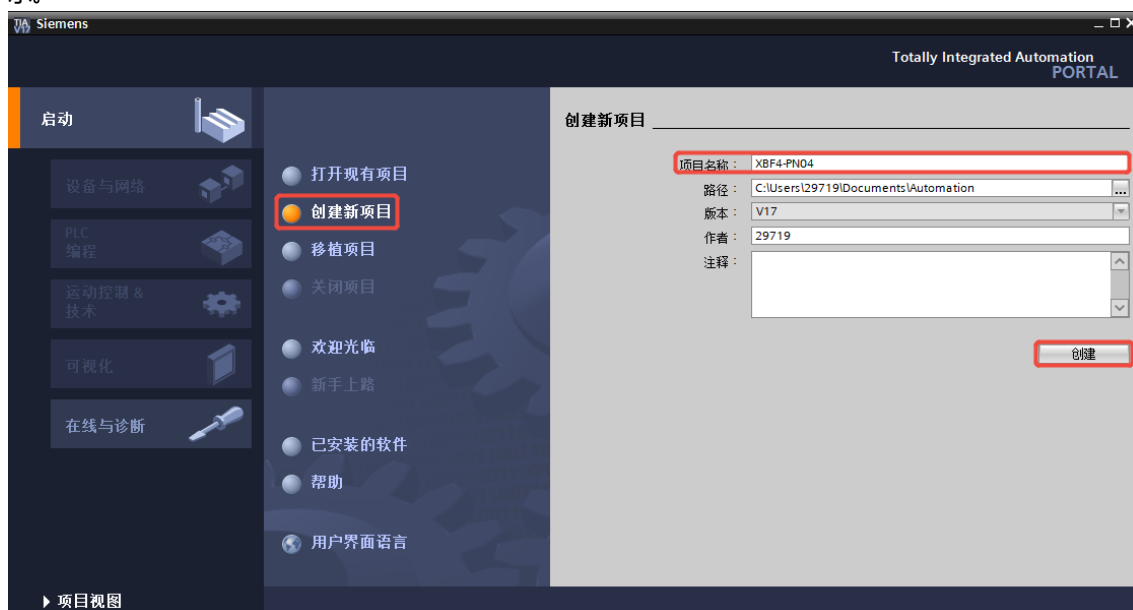 Siemens
Totally Integrated Automation
PORTAL
启动
设备与网络
PLC
编程
运动控制 &
技术
可视化
在线与诊断
项目视图
打开现有项目
创建新项目
移植项目
关闭项目
欢迎光临
新手上路
已安装的软件
帮助
用户界面语言
创建新项目
项目名称： XBF4-PN04
路径： C:\Users\29719\Documents\Automation ...
版本： V17
作者： 29719
注释：
创建